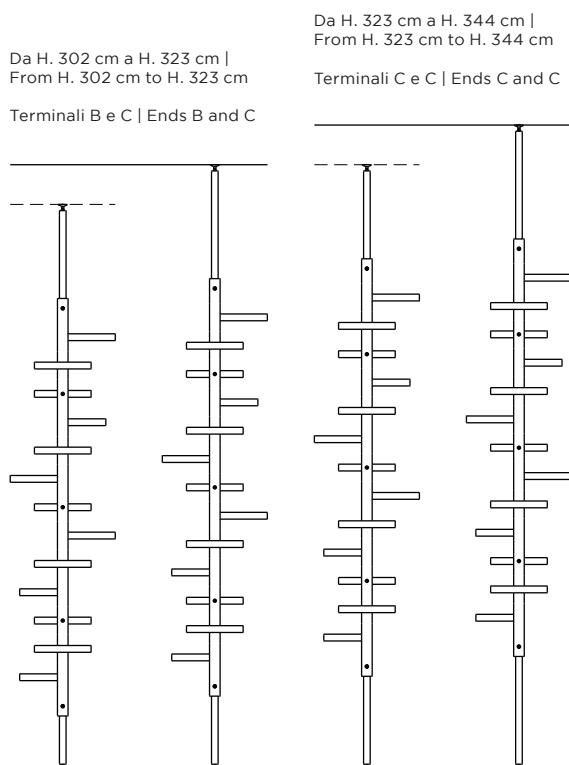 Da H. 302 cm a H. 323 cm |
From H. 302 cm to H. 323 cm
Terminali B e C | Ends B and C
Da H. 323 cm a H. 344 cm |
From H. 323 cm to H. 344 cm
Terminali C e C | Ends C and C